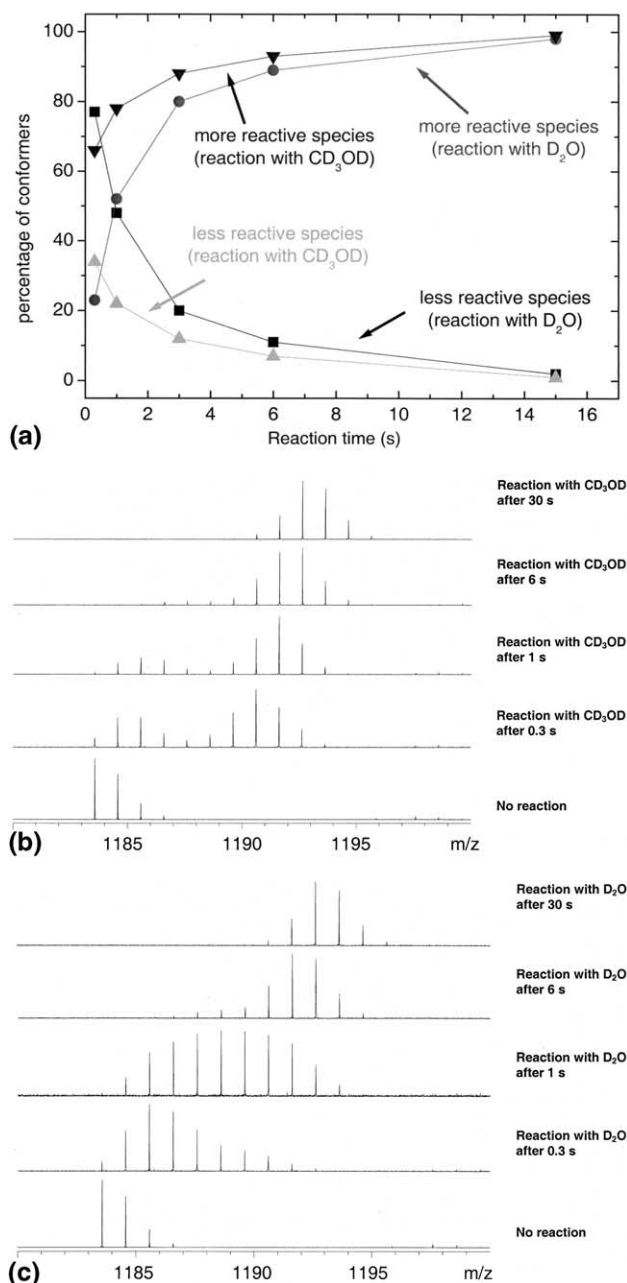 100
80
60
40
20
0
percentage of conformers
more reactive species
(reaction with CD₃OD)
more reactive species
(reaction with D₂O)
less reactive species
(reaction with CD₃OD)
less reactive species
(reaction with D₂O)
0 2 4 6 8 10 12 14 16
Reaction time (s)
(a)
Reaction with CD₃OD
after 30 s
Reaction with CD₃OD
after 6 s
Reaction with CD₃OD
after 1 s
Reaction with CD₃OD
after 0.3 s
No reaction
1185 1190 1195 m/z
(b)
Reaction with D₂O
after 30 s
Reaction with D₂O
after 6 s
Reaction with D₂O
after 1 s
Reaction with D₂O
after 0.3 s
No reaction
1185 1190 1195 m/z
(c)